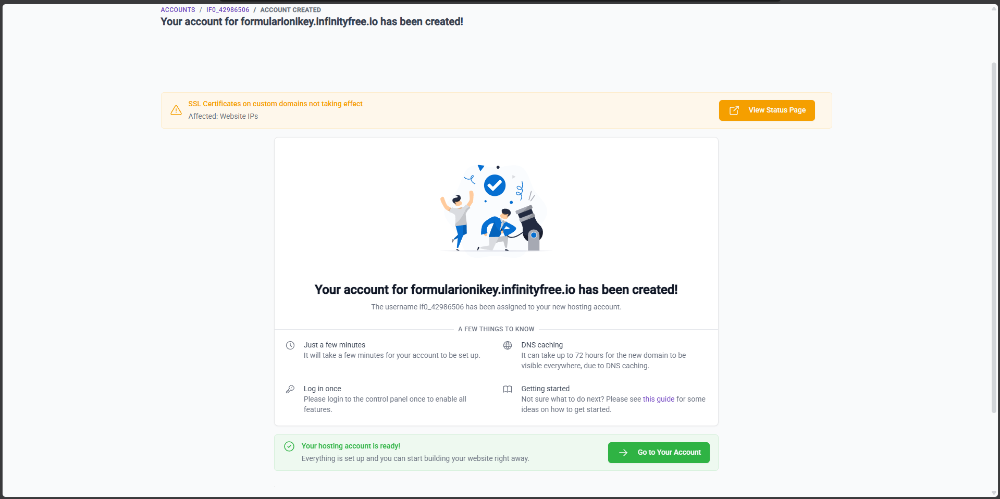 ACCOUNTS / IF0_42986506 / ACCOUNT CREATED
Your account for formularionikey.infinityfree.io has been created!
SSL Certificates on custom domains not taking effect
Affected: Website IPs
View Status Page
Your account for formularionikey.infinityfree.io has been created!
The username if0_42986506 has been assigned to your new hosting account.
A FEW THINGS TO KNOW
Just a few minutes
It will take a few minutes for your account to be set up.
DNS caching
It can take up to 72 hours for the new domain to be
visible everywhere, due to DNS caching.
Log in once
Please login to the control panel once to enable all
features.
Getting started
Not sure what to do next? Please see this guide for some
ideas on how to get started.
Your hosting account is ready!
Everything is set up and you can start building your website right away.
Go to Your Account